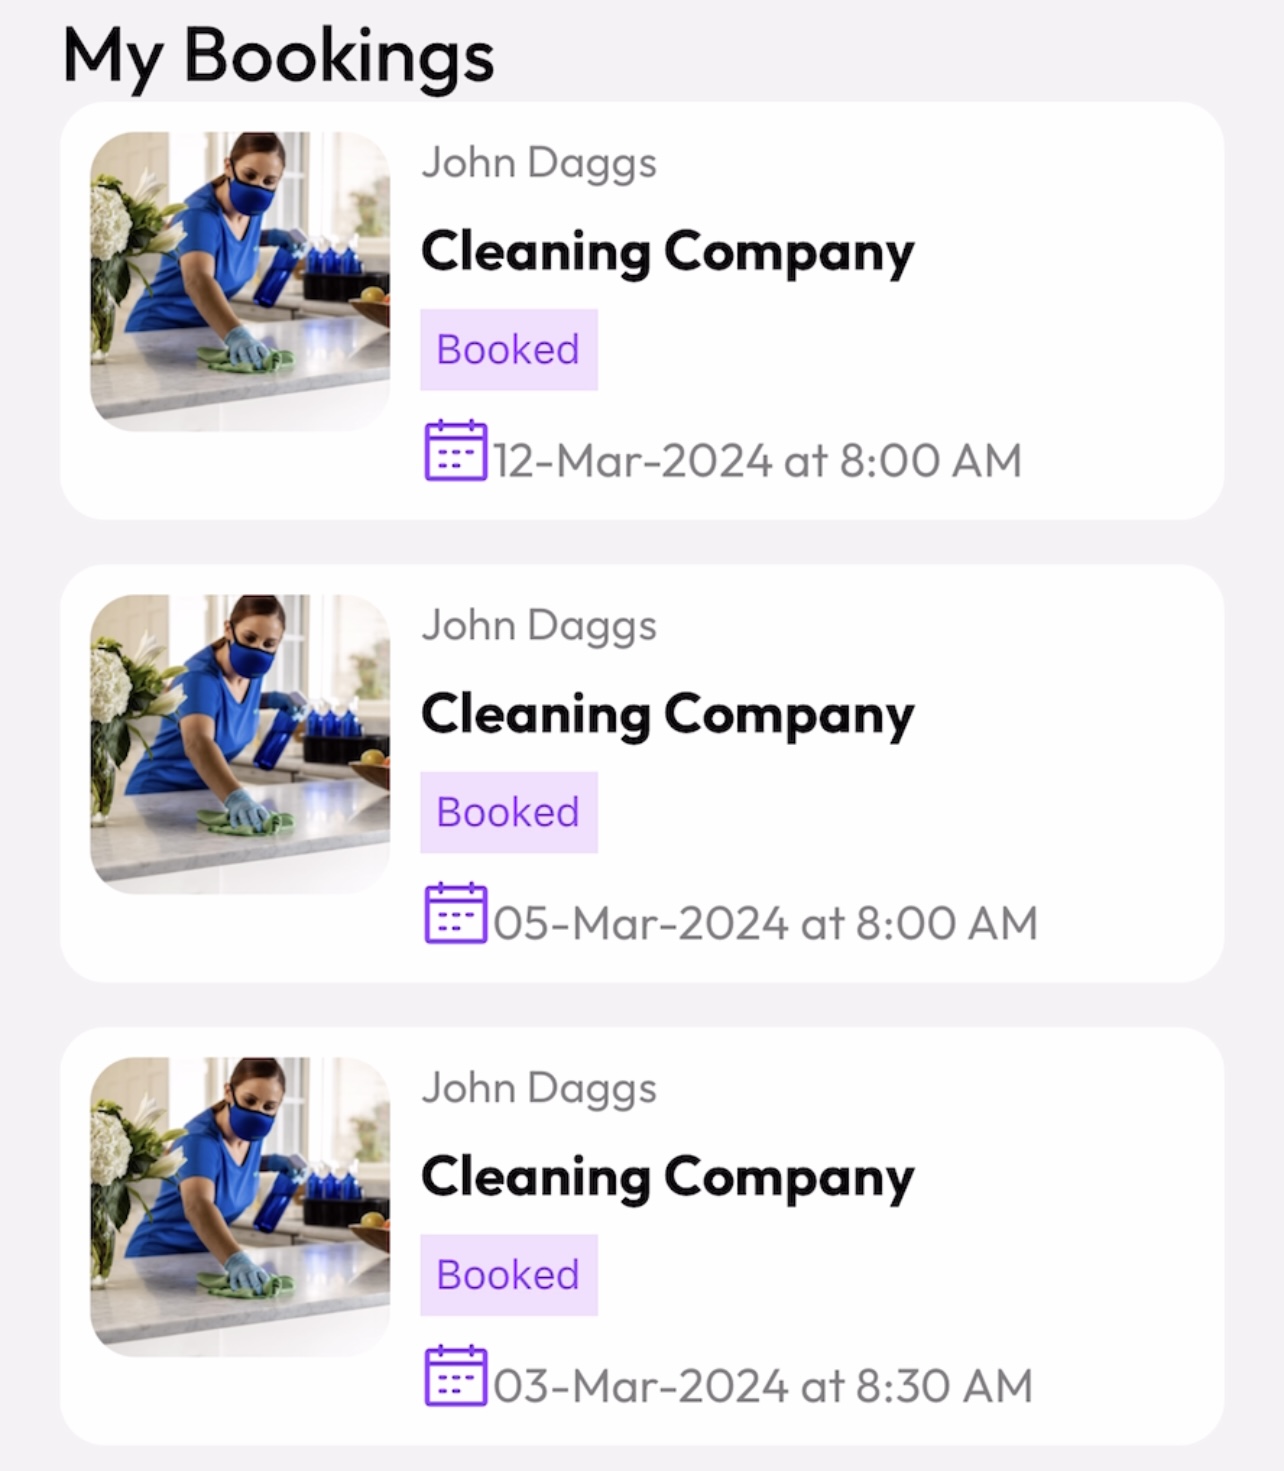 My Bookings
John Daggs
Cleaning Company
Booked
12-Mar-2024 at 8:00 AM
John Daggs
Cleaning Company
Booked
05-Mar-2024 at 8:00 AM
John Daggs
Cleaning Company
Booked
03-Mar-2024 at 8:30 AM